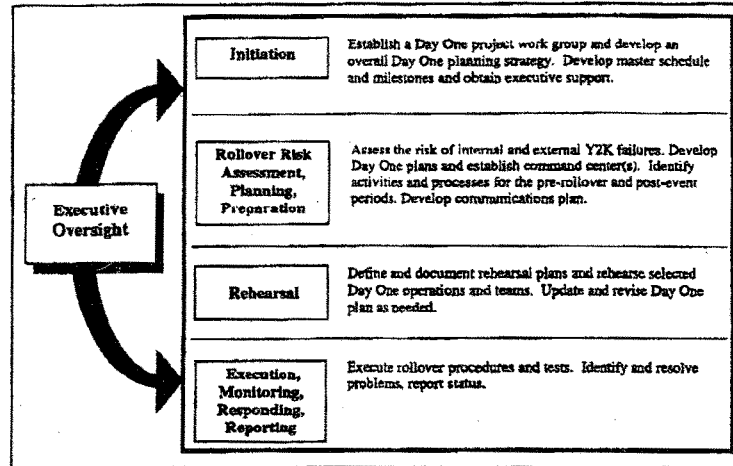 Executive
Oversight
Initiation
Establish a Day One project work group and develop an
overall Day One planning strategy. Develop master schedule
and milestones and obtain executive support.
Rollover Risk
Assessment,
Planning,
Preparation
Assess the risk of internal and external Y2K failures. Develop
Day One plans and establish command center(s). Identify
activities and processes for the pre-rollover and post-event
periods. Develop communications plan.
Rehearsal
Define and document rehearsal plans and rehearse selected
Day One operations and teams. Update and revise Day One
plan as needed.
Execution,
Monitoring,
Responding,
Reporting
Execute rollover procedures and tests. Identify and resolve
problems, report status.